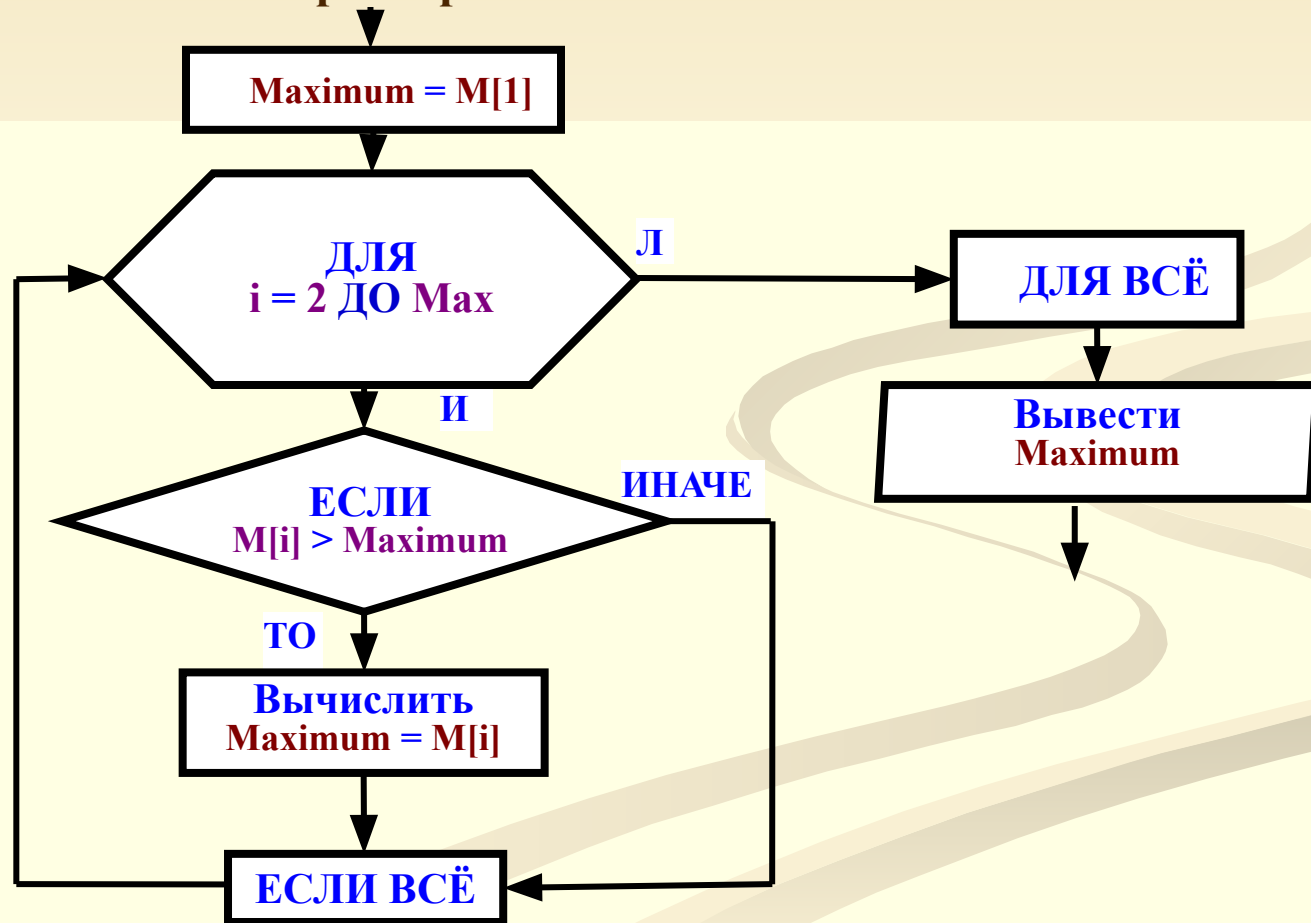 Maximum = M[1]
ДЛЯ
i = 2 ДО Max
Л
ДЛЯ ВСЁ
Вывести
Maximum
И
ЕСЛИ
M[i] > Maximum
ИНАЧЕ
ТО
Вычислить
Maximum = M[i]
ЕСЛИ ВСЁ